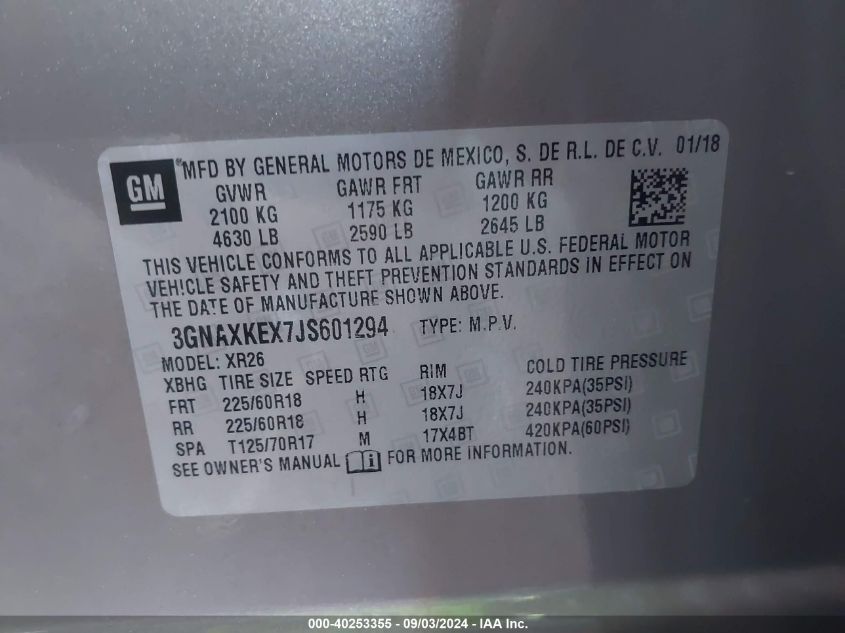 GM
®MFD BY GENERAL MOTORS DE MEXICO, S. DE R.L. DE C.V. 01/18
GVWR GAWR FRT GAWR RR
2100 KG 1175 KG 1200 KG
4630 LB 2590 LB 2645 LB
THIS VEHICLE CONFORMS TO ALL APPLICABLE U.S. FEDERAL MOTOR
VEHICLE SAFETY AND THEFT PREVENTION STANDARDS IN EFFECT ON
THE DATE OF MANUFACTURE SHOWN ABOVE.
3GNAXKEX7JS601294 TYPE: M.P.V.
MODEL: XR26
XBHG TIRE SIZE SPEED RTG RIM COLD TIRE PRESSURE
FRT 225/60R18 H 18X7J 240KPA(35PSI)
RR 225/60R18 H 18X7J 240KPA(35PSI)
SPA T125/70R17 M 17X4BT 420KPA(60PSI)
SEE OWNER'S MANUAL i FOR MORE INFORMATION.
000-40253355 - 09/03/2024 - IAA Inc.